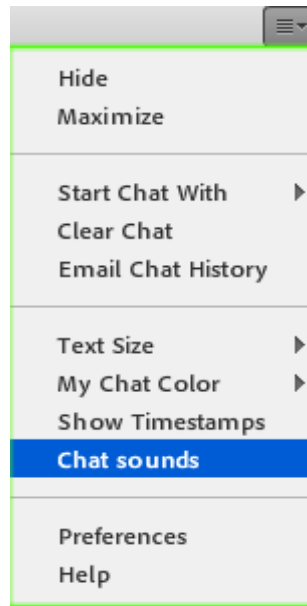 Hide
Maximize
Start Chat With
Clear Chat
Email Chat History
Text Size
My Chat Color
Show Timestamps
Chat sounds
Preferences
Help